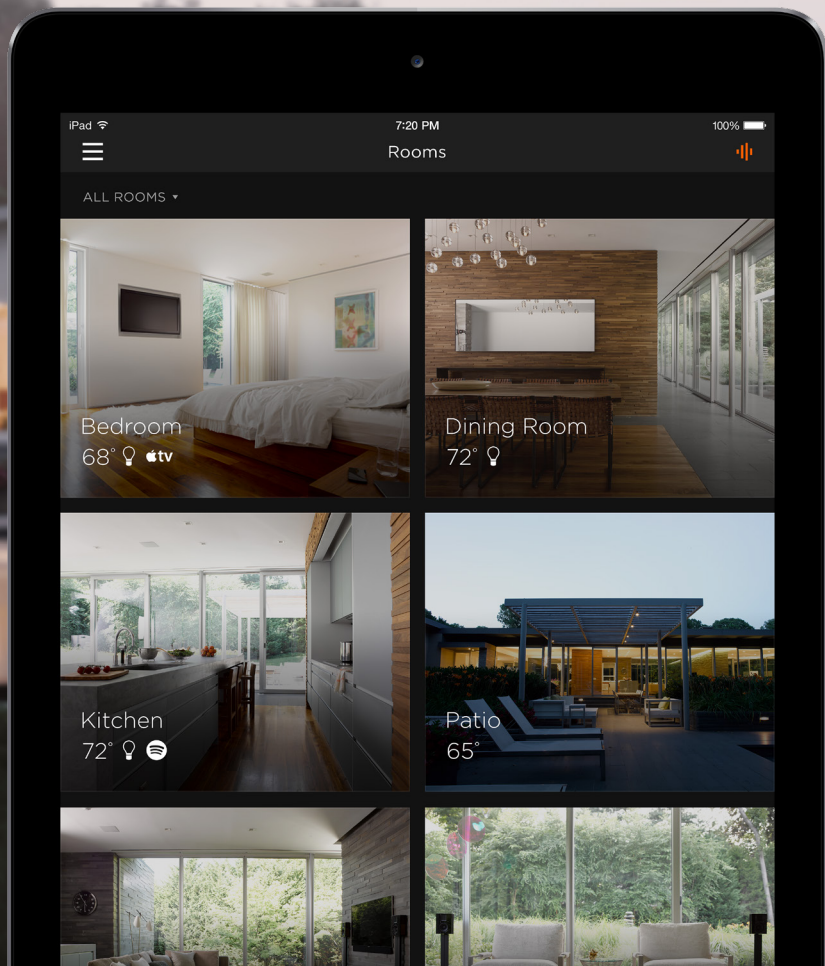 iPad
7:20 PM
100%
Rooms
ALL ROOMS ▾
Bedroom
68°
tv
Dining Room
72°
Kitchen
72°
Patio
65°